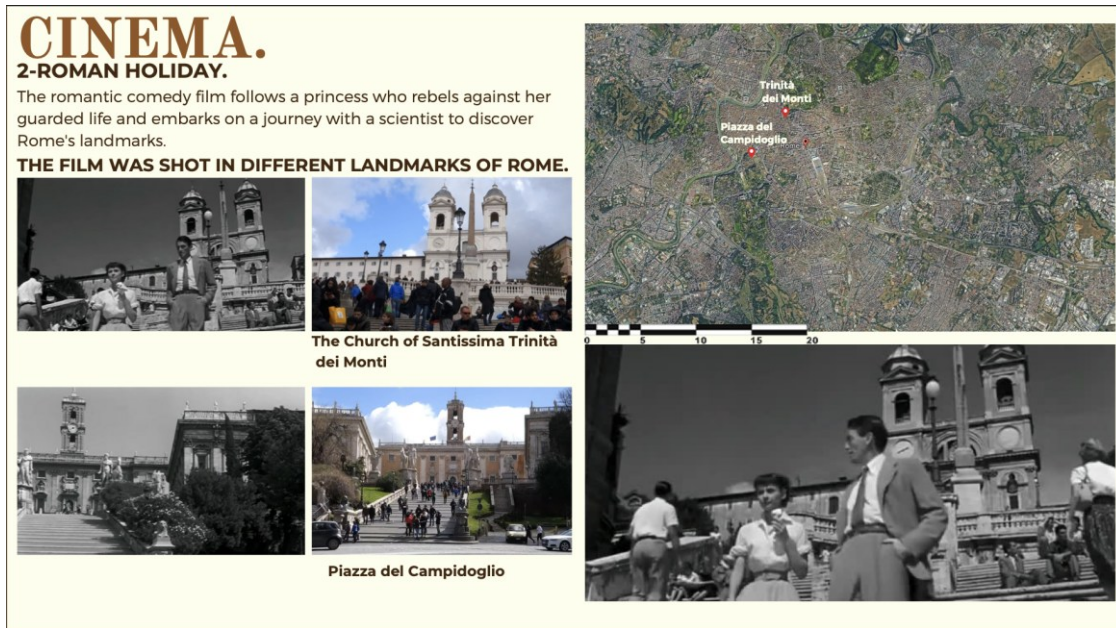 CINEMA.
2-ROMAN HOLIDAY.
The romantic comedy film follows a princess who rebels against her
guarded life and embarks on a journey with a scientist to discover
Rome's landmarks.
THE FILM WAS SHOT IN DIFFERENT LANDMARKS OF ROME.
The Church of Santissima Trinità
dei Monti
Piazza del Campidoglio
Trinità
dei Monti
Piazza del
Campidoglio
0 5 10 15 20